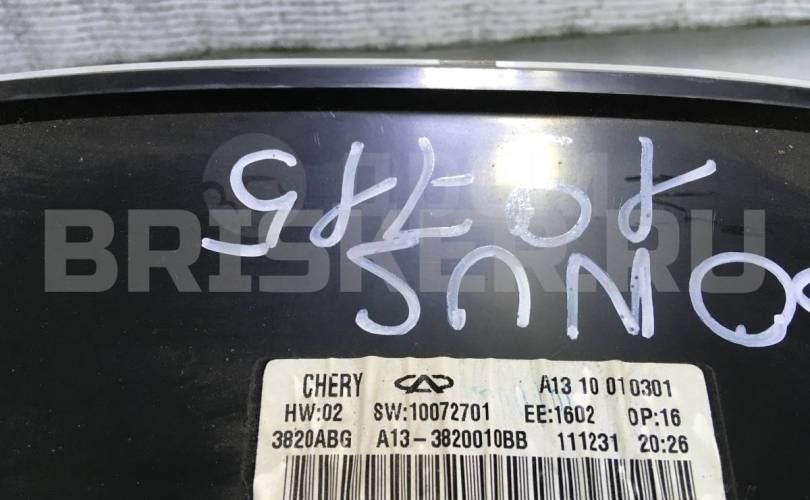 BRISKER.RU
CHERY A13 10 010301
HW:02 SW:10072701 EE:1602 OP:16
3820ABG A13-3820010BB 111231 20:26